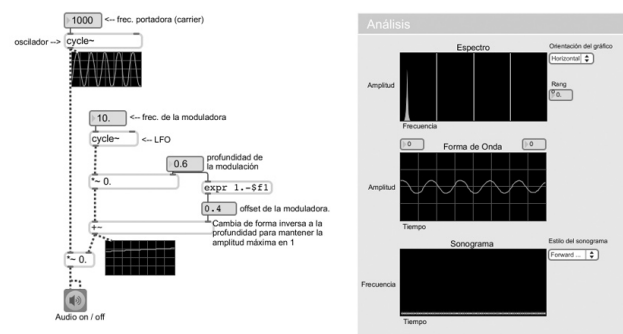 1000 <-- frec. portadora (carrier)
oscilador --> cycle~
10. <-- frec. de la moduladora
cycle~ <-- LFO
0.6 profundidad de
la modulación
*~ 0.
expr 1.-$f1
0.4 offset de la moduladora.
+~
Cambia de forma inversa a la
profundidad para mantener la
amplitud máxima en 1
*~ 0.
Audio on / off
Análisis
Espectro
Orientación del gráfico
Horizontal
Amplitud
Rang
0.
Frecuencia
0 Forma de Onda 0
Amplitud
Tiempo
Sonograma
Estilo del sonograma
Forward ...
Frecuencia
Tiempo